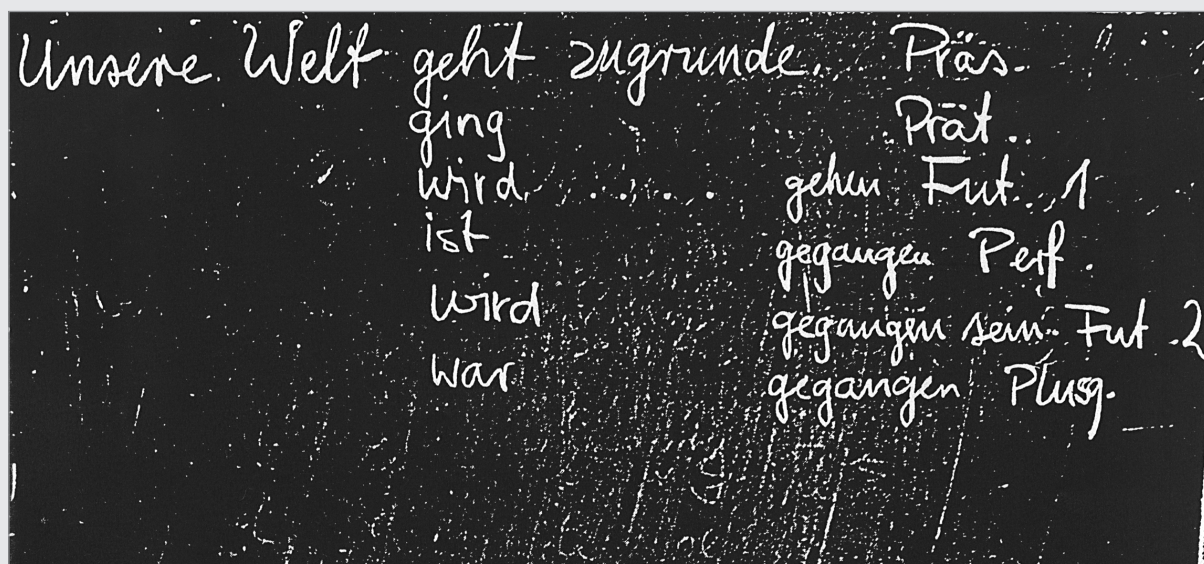 Unsere Welt geht zugrunde. Präs.
ging Prät.
wird ...... gehen Fut. 1
ist gegangen Perf.
wird gegangen sein Fut. 2
war gegangen Plusq.